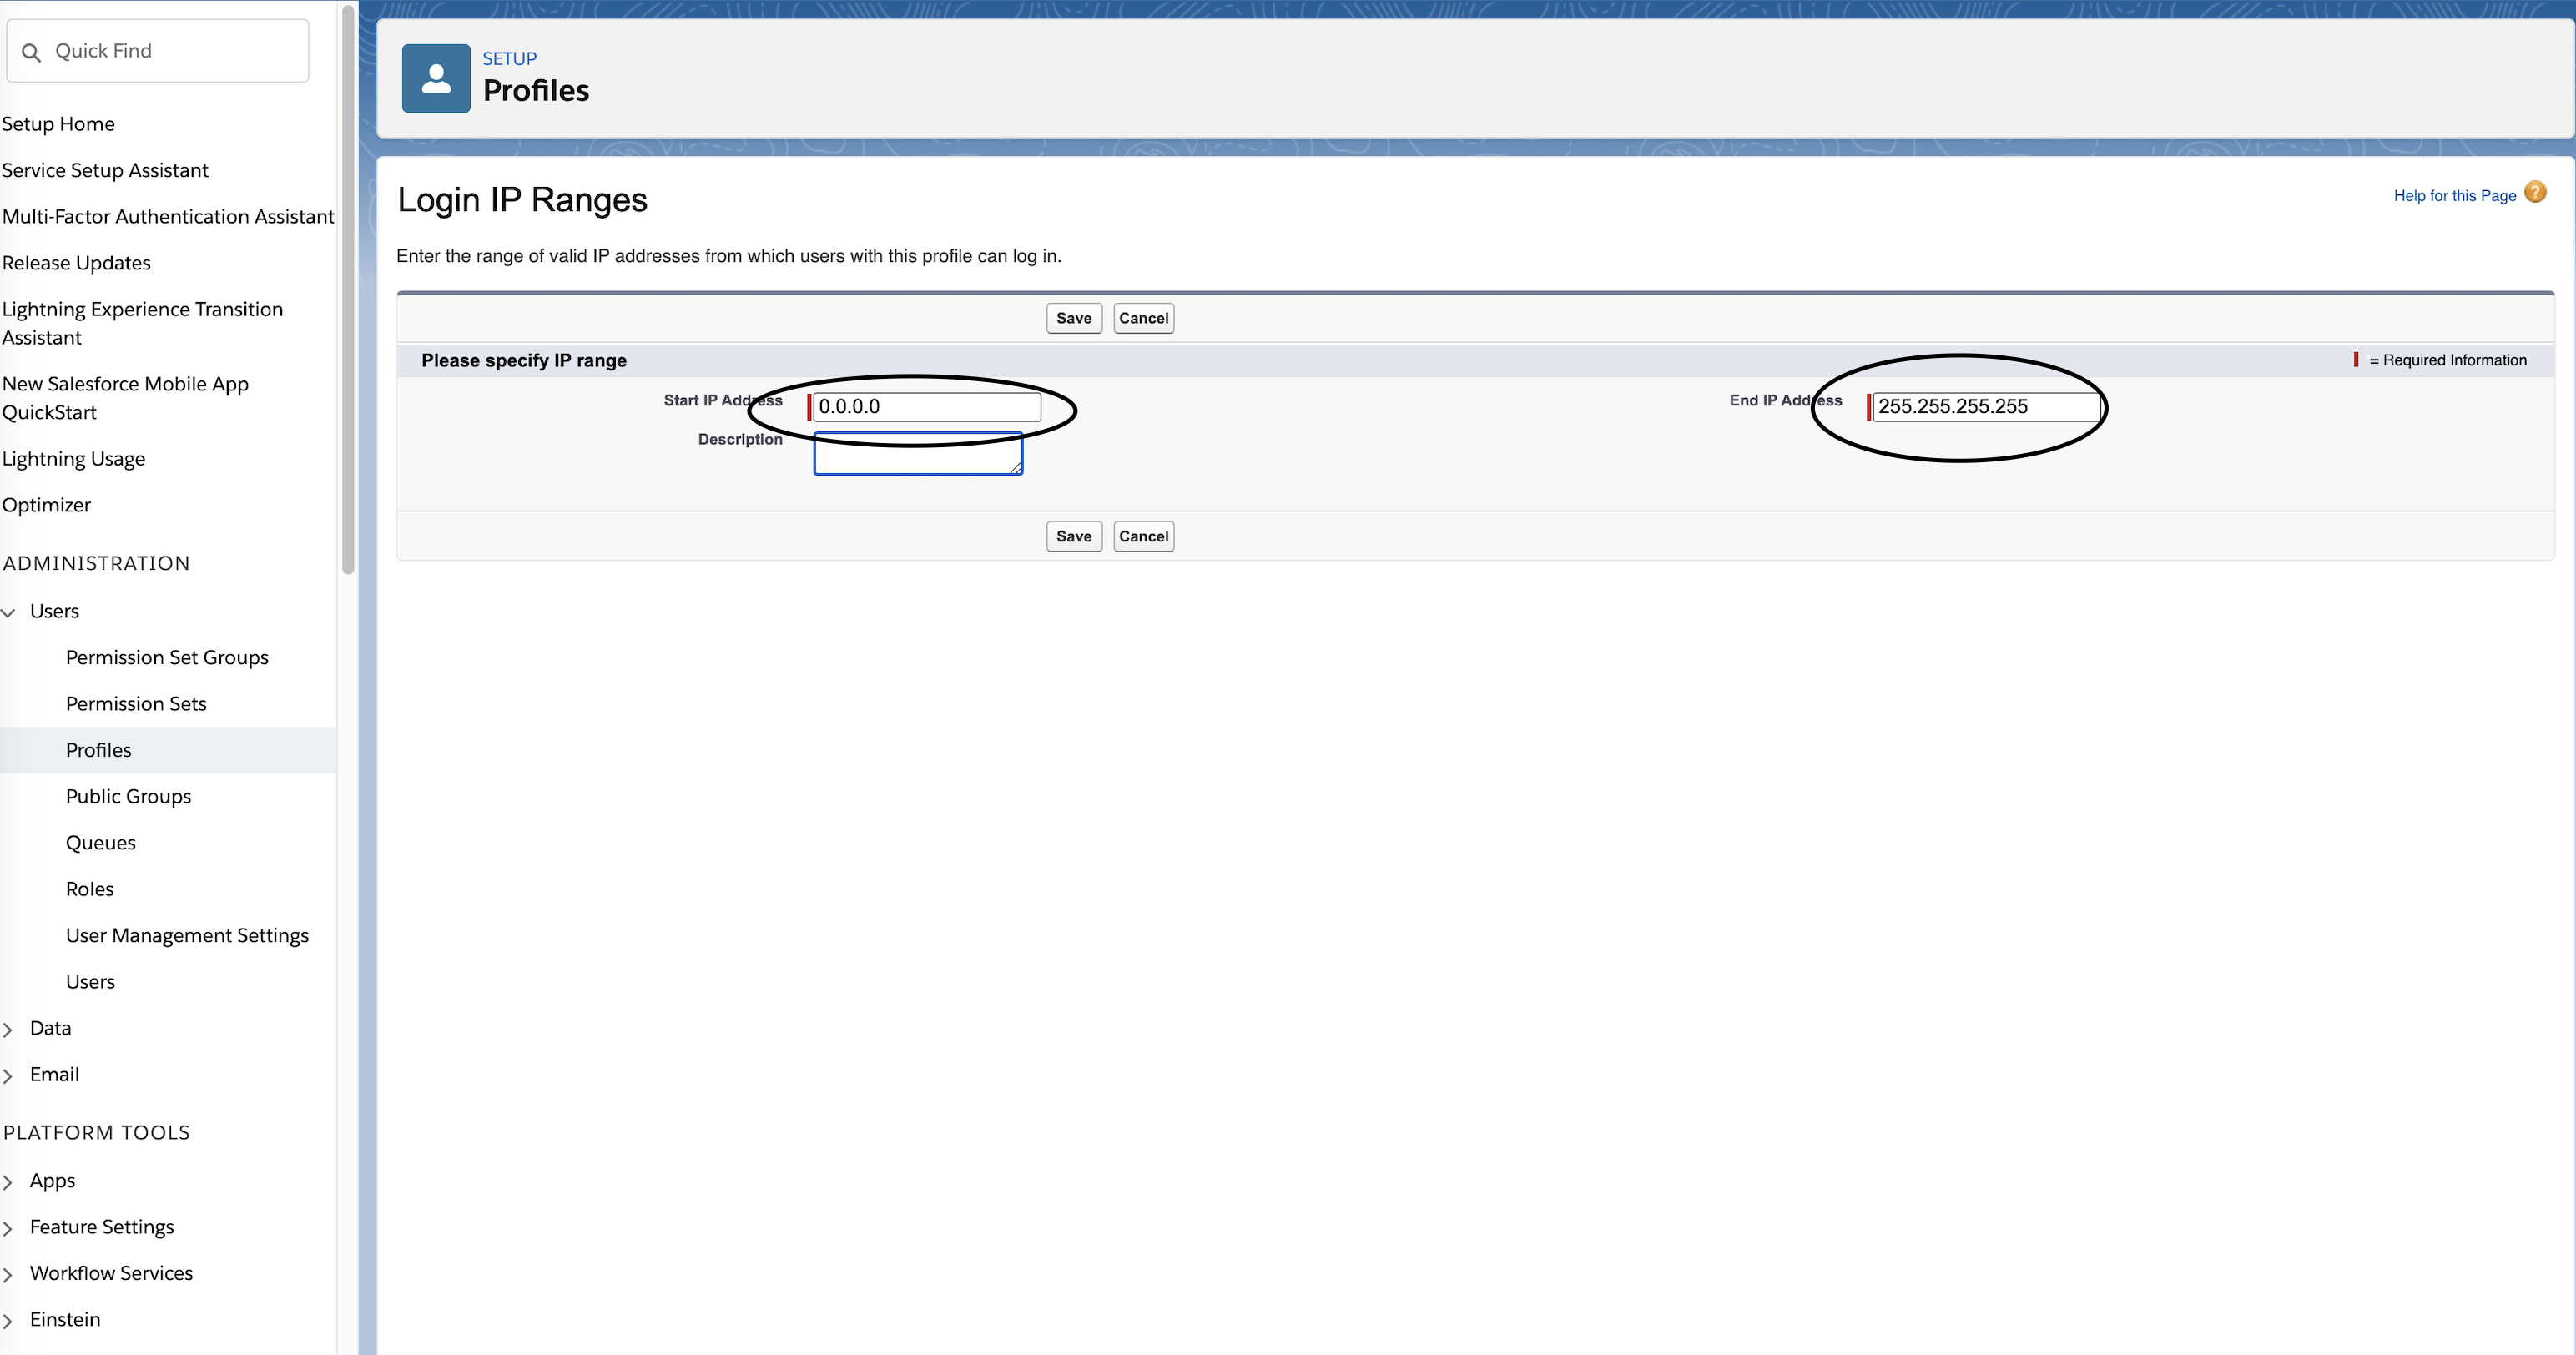 Quick Find
Setup Home
Service Setup Assistant
Multi-Factor Authentication Assistant
Release Updates
Lightning Experience Transition
Assistant
New Salesforce Mobile App
QuickStart
Lightning Usage
Optimizer
ADMINISTRATION
Users
Permission Set Groups
Permission Sets
Profiles
Public Groups
Queues
Roles
User Management Settings
Users
Data
Email
PLATFORM TOOLS
Apps
Feature Settings
Workflow Services
Einstein
SETUP
Profiles
Login IP Ranges
Help for this Page ?
Enter the range of valid IP addresses from which users with this profile can log in.
Save Cancel
Please specify IP range
= Required Information
Start IP Address 0.0.0.0
End IP Address 255.255.255.255
Description
Save Cancel